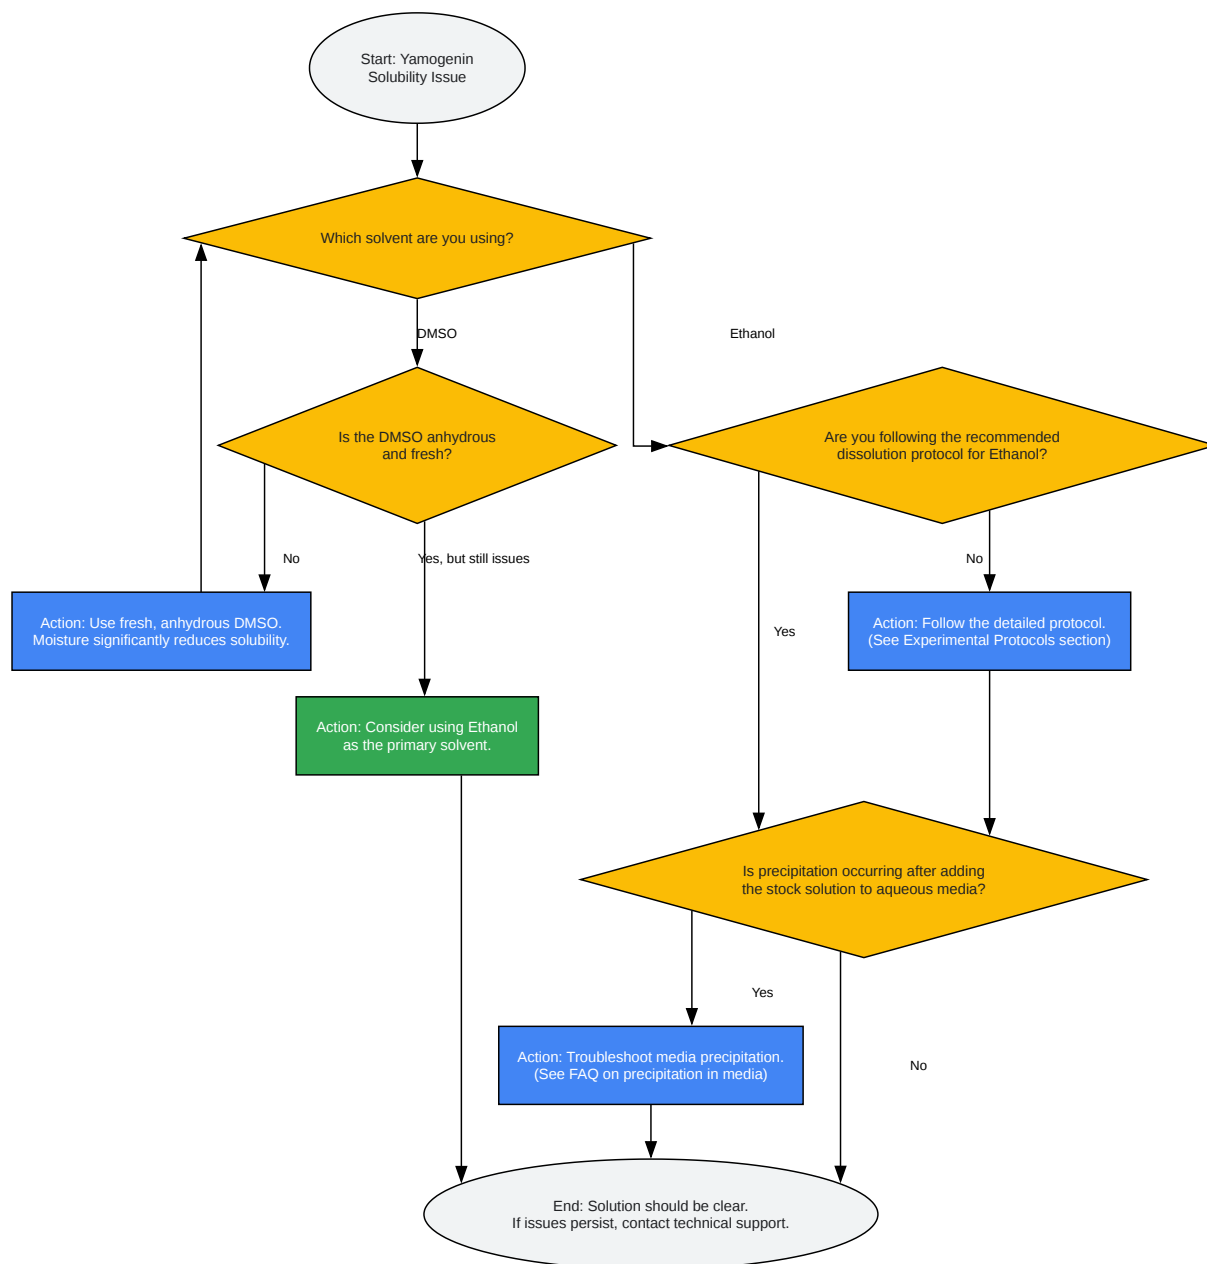 Start: Yamogenin
Solubility Issue
Which solvent are you using?
DMSO
Ethanol
Is the DMSO anhydrous
and fresh?
Are you following the recommended
dissolution protocol for Ethanol?
No
Yes, but still issues
No
Action: Use fresh, anhydrous DMSO.
Moisture significantly reduces solubility.
Yes
Action: Follow the detailed protocol.
(See Experimental Protocols section)
Action: Consider using Ethanol
as the primary solvent.
Is precipitation occurring after adding
the stock solution to aqueous media?
Yes
Action: Troubleshoot media precipitation.
(See FAQ on precipitation in media)
No
End: Solution should be clear.
If issues persist, contact technical support.